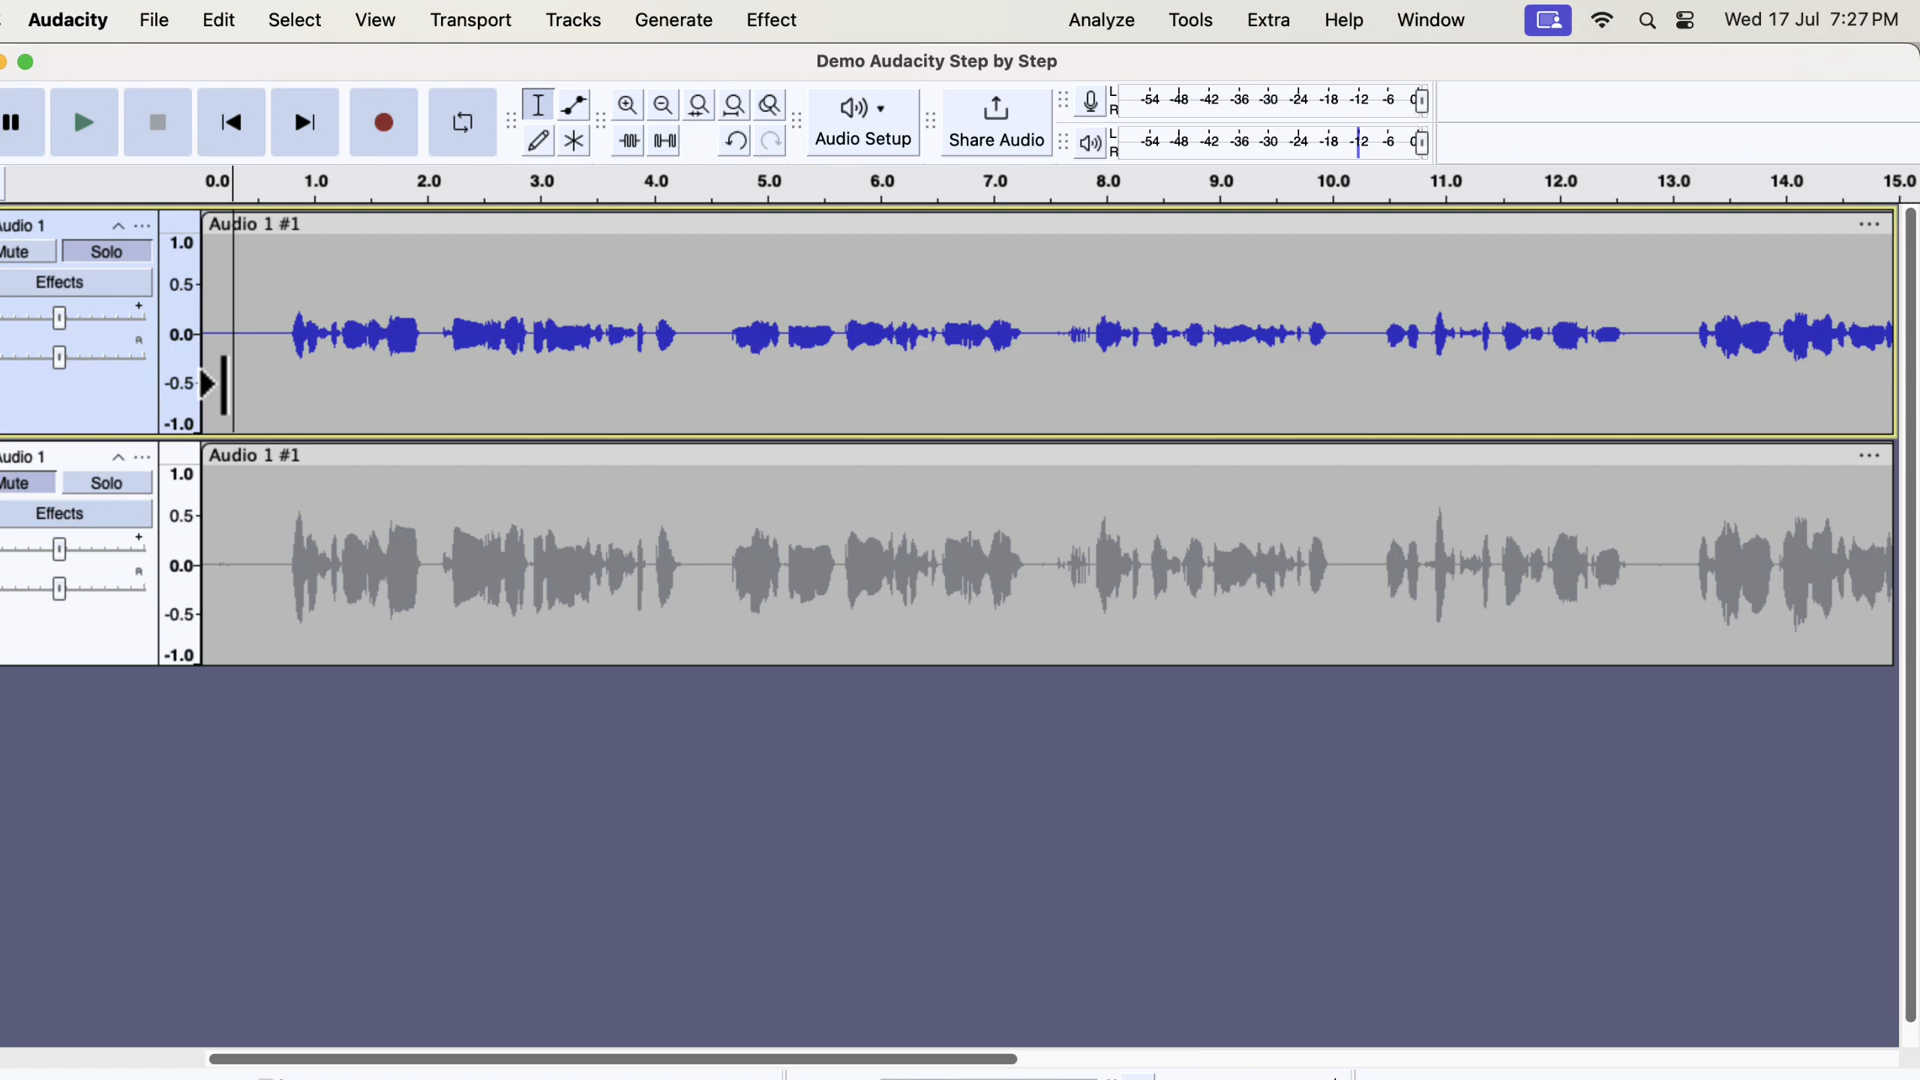 Audacity File Edit Select View Transport Tracks Generate Effect Analyze Tools Extra Help Window Wed 17 Jul 7:27 PM
Demo Audacity Step by Step
L -54 -48 -42 -36 -30 -24 -18 -12 -6 0
R
Audio Setup Share Audio
L -54 -48 -42 -36 -30 -24 -18 -12 -6 0
R
0.0 1.0 2.0 3.0 4.0 5.0 6.0 7.0 8.0 9.0 10.0 11.0 12.0 13.0 14.0 15.0
Audio 1 Audio 1 #1
Mute Solo 1.0
Effects 0.5
+
R 0.0
-0.5
-1.0
Audio 1 Audio 1 #1
Mute Solo 1.0
Effects 0.5
+
R 0.0
-0.5
-1.0